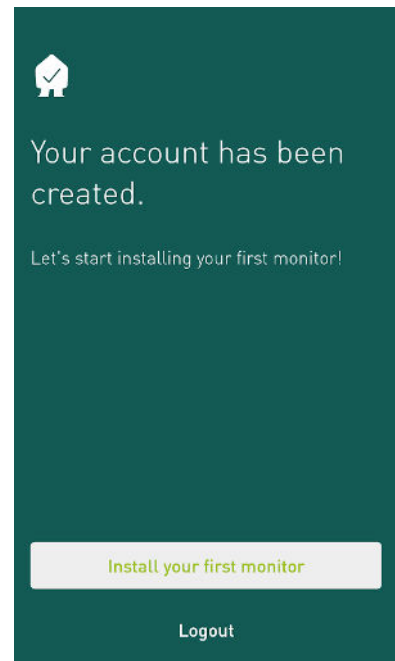 Your account has been
created.
Let's start installing your first monitor!
Install your first monitor
Logout